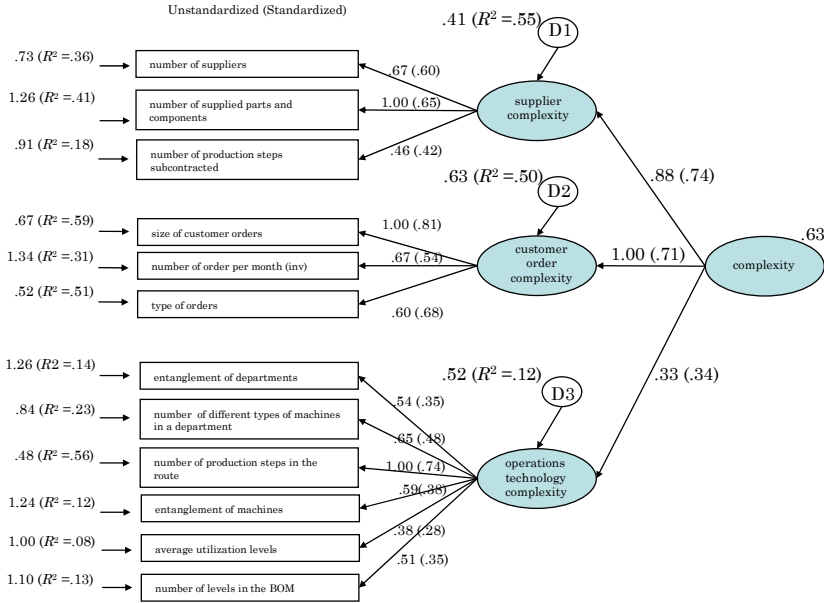 Unstandardized (Standardized)
.41 (R² =.55)
D1
.73 (R² =.36)
number of suppliers
.67 (.60)
1.26 (R² =.41)
number of supplied parts and
components
1.00 (.65)
supplier
complexity
.91 (R² =.18)
number of production steps
subcontracted
.46 (.42)
.88 (.74)
.63 (R² =.50)
D2
.67 (R² =.59)
size of customer orders
1.00 (.81)
1.34 (R² =.31)
number of order per month (inv)
.67 (.54)
customer
order
complexity
1.00 (.71)
complexity
.63
.52 (R² =.51)
type of orders
.60 (.68)
.52 (R² =.12)
D3
.33 (.34)
1.26 (R2 =.14)
entanglement of departments
.54 (.35)
.84 (R² =.23)
number of different types of machines
in a department
.65 (.48)
.48 (R² =.56)
number of production steps in the
route
1.00 (.74)
operations
technology
complexity
1.24 (R² =.12)
entanglement of machines
.59(.38)
1.00 (R² =.08)
average utilization levels
.38 (.28)
1.10 (R² =.13)
number of levels in the BOM
.51 (.35)